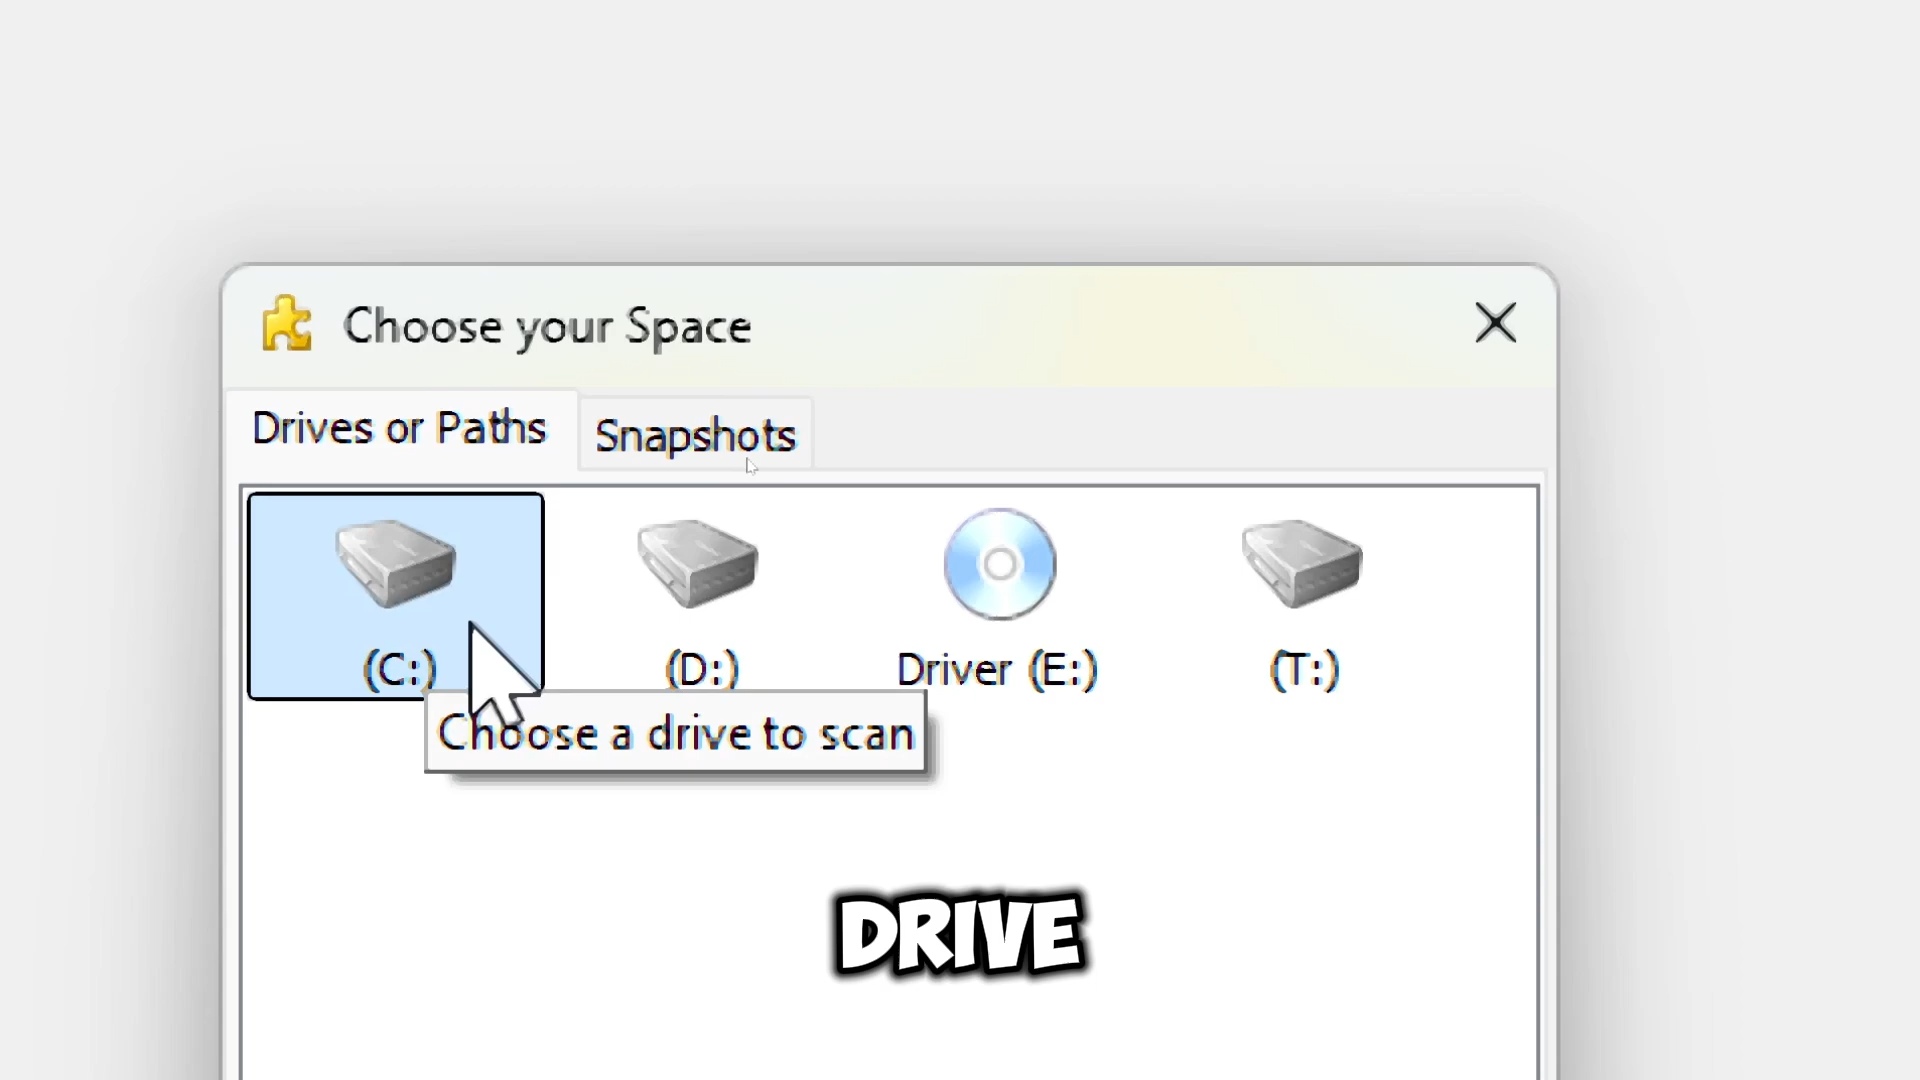 Choose your Space
Drives or Paths Snapshots
(C:) (D:) Driver (E:) (T:)
Choose a drive to scan
DRIVE